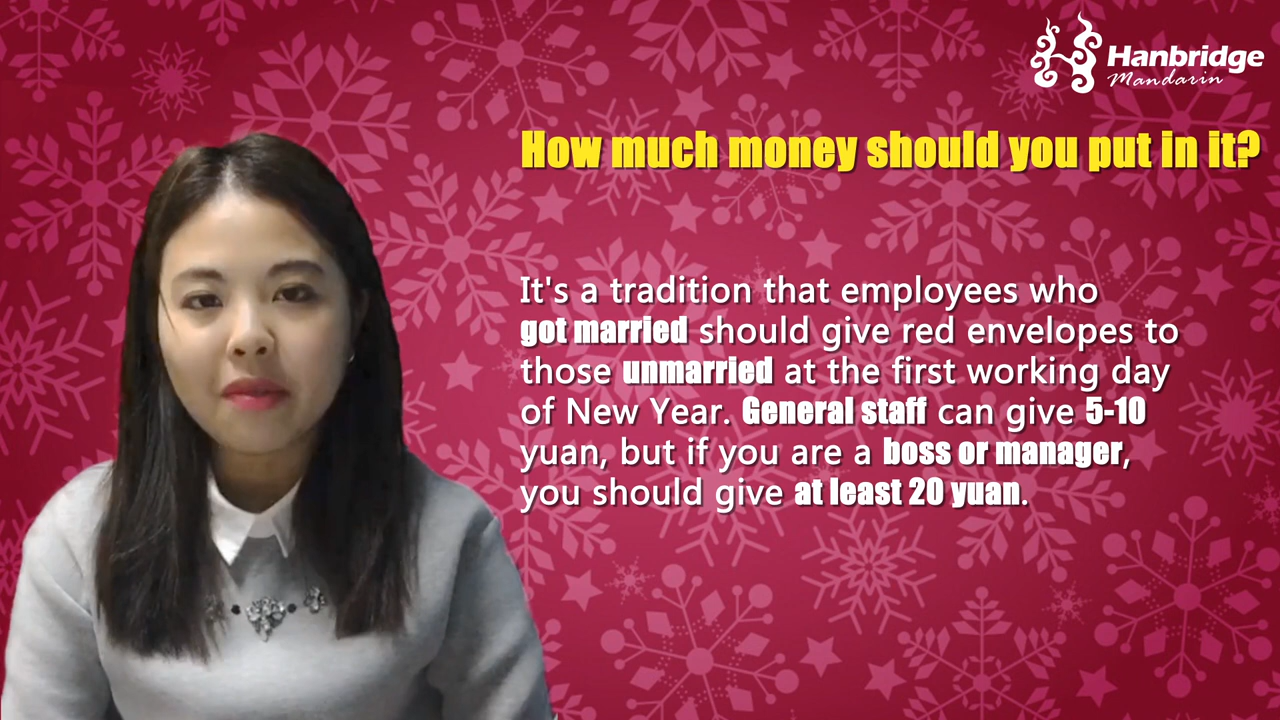 Hanbridge
Mandarin
How much money should you put in it?
It's a tradition that employees who
got married should give red envelopes to
those unmarried at the first working day
of New Year. General staff can give 5-10
yuan, but if you are a boss or manager,
you should give at least 20 yuan.